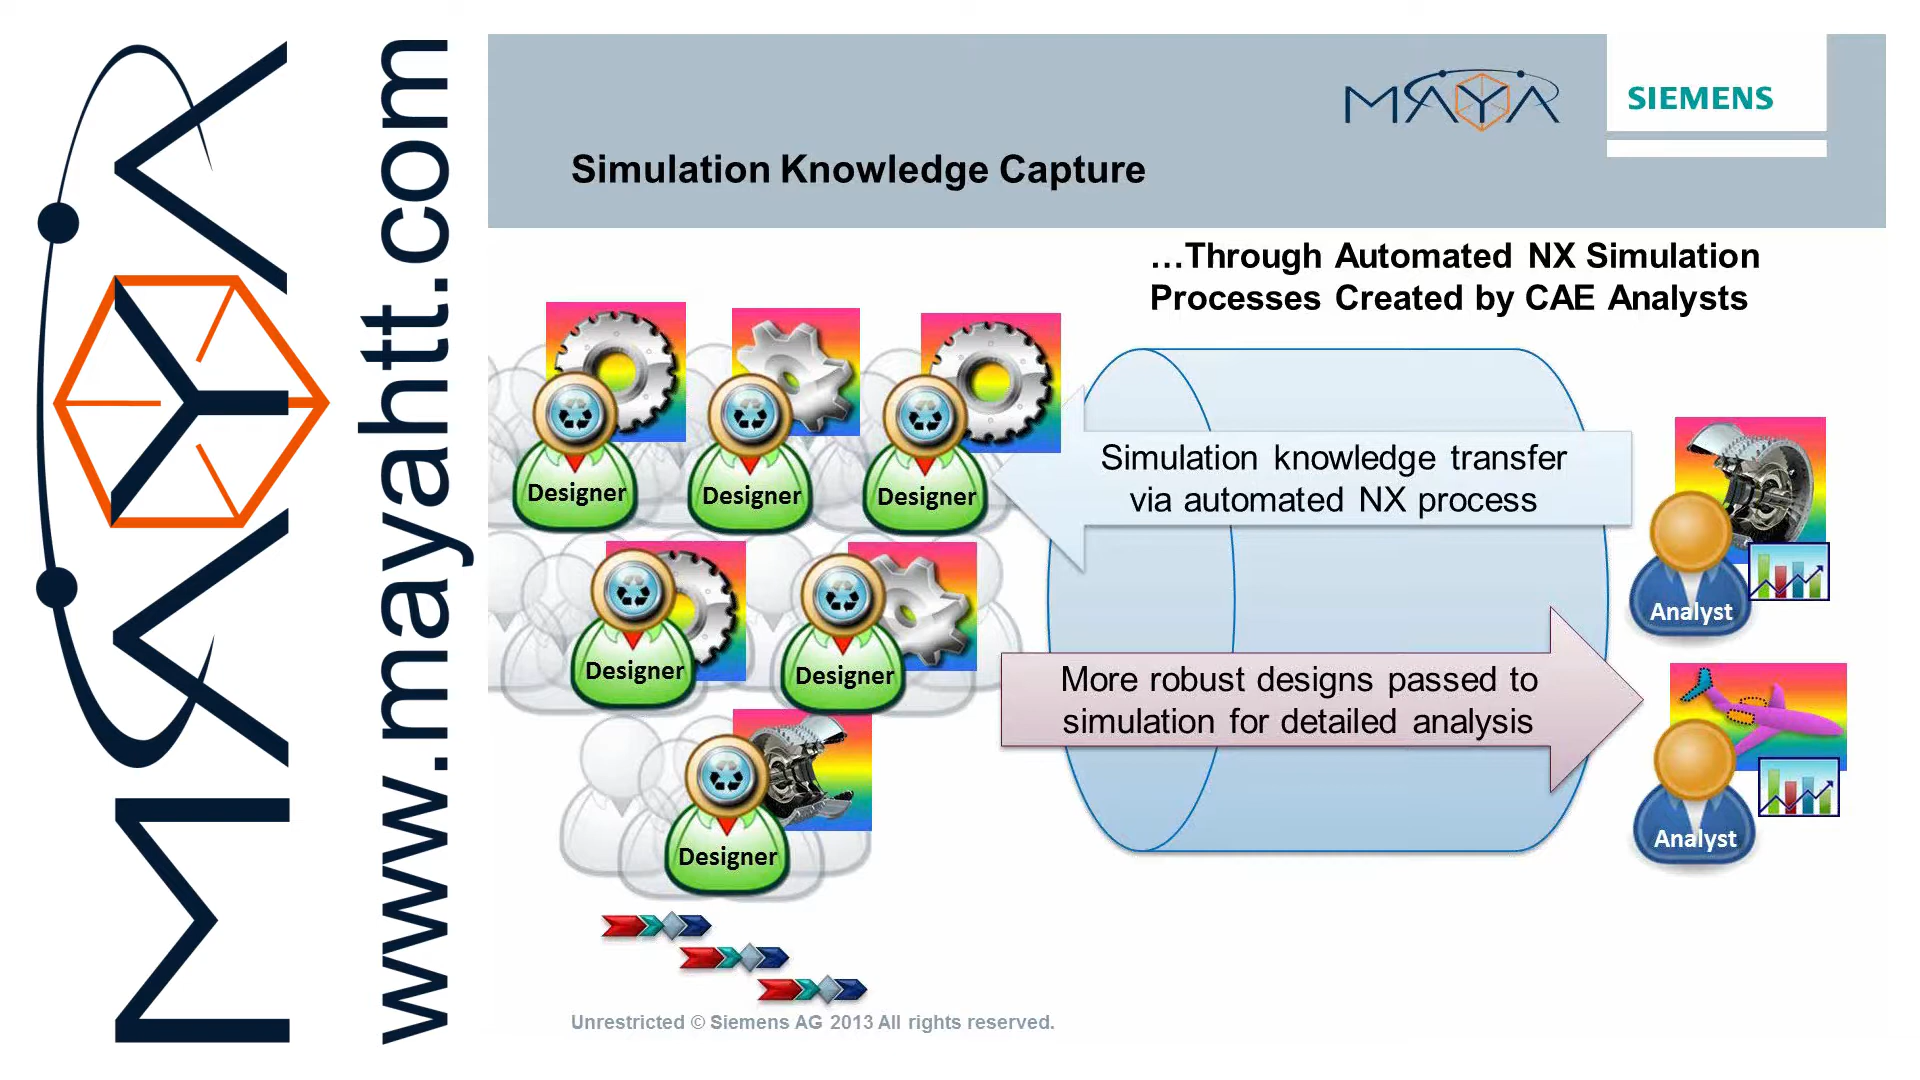 MAYA
www.mayahtt.com
MAYA
SIEMENS
Simulation Knowledge Capture
…Through Automated NX Simulation
Processes Created by CAE Analysts
Simulation knowledge transfer
via automated NX process
Designer
Designer
Designer
Analyst
Designer
Designer
More robust designs passed to
simulation for detailed analysis
Analyst
Designer
Unrestricted © Siemens AG 2013 All rights reserved.